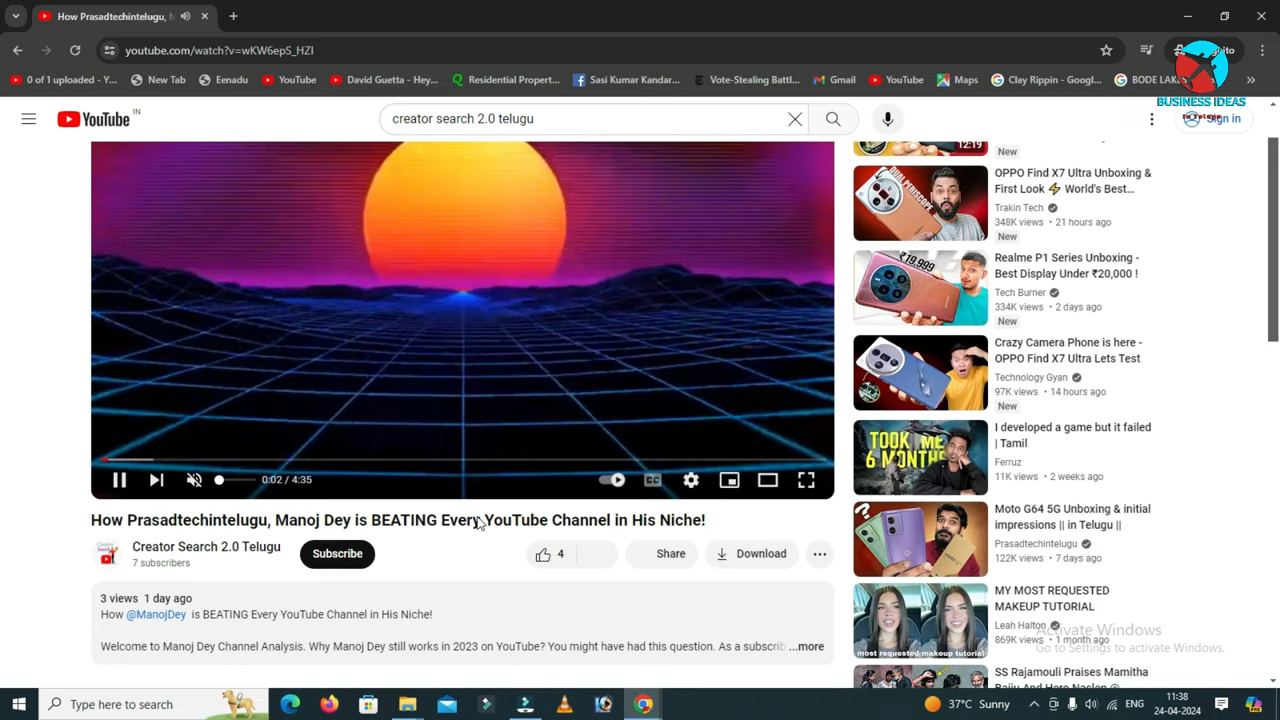 How Prasadtechintelugu, M
youtube.com/watch?v=wKW6epS_HZI
0 of 1 uploaded - Y...
New Tab
Eenadu
YouTube
David Guetta - Hey...
Residential Propert...
Sasi Kumar Kandar...
Vote-Stealing Battl...
Gmail
YouTube
Maps
Clay Rippin - Googl...
BUSINESS IDEAS
YouTube IN
creator search 2.0 telugu
Sign in
12:19
New
OPPO Find X7 Ultra Unboxing &
First Look ⚡ World's Best...
Trakin Tech
348K views • 21 hours ago
New
DUAL PERISCOPE
Realme P1 Series Unboxing -
Best Display Under ₹20,000 !
Tech Burner
334K views • 2 days ago
New
₹19,999
Crazy Camera Phone is here -
OPPO Find X7 Ultra Lets Test
Technology Gyan
97K views • 14 hours ago
New
I developed a game but it failed
| Tamil
Ferruz
11K views • 2 weeks ago
TOOK ME
6 MONTHS
0:02 / 4:33
How Prasadtechintelugu, Manoj Dey is BEATING Every YouTube Channel in His Niche!
Creator Search 2.0 Telugu
7 subscribers
Subscribe
4
Share
Download
Moto G64 5G Unboxing & initial
impressions || in Telugu ||
Prasadtechintelugu
122K views • 7 days ago
3 views 1 day ago
How @ManojDey is BEATING Every YouTube Channel in His Niche!
Welcome to Manoj Dey Channel Analysis. Why Manoj Dey still works in 2023 on YouTube? You might have had this question. As a subscrib ...more
MY MOST REQUESTED
MAKEUP TUTORIAL
Leah Halton
869K views • 1 month ago
most requested makeup tutorial
Activate Windows
Go to Settings to activate Windows.
SS Rajamouli Praises Mamitha
Type here to search
37°C Sunny
ENG
11:38
24-04-2024